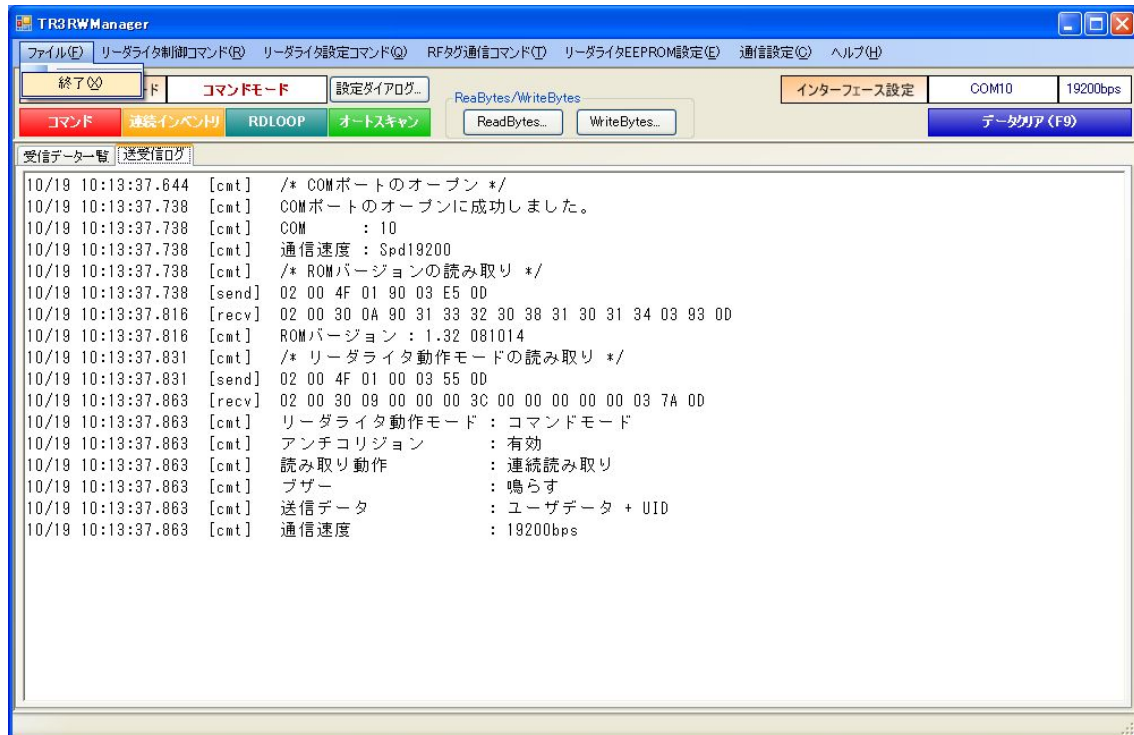 TR3RWManager
ファイル(F) リーダライタ制御コマンド(R) リーダライタ設定コマンド(Q) RFタグ通信コマンド(T) リーダライタEEPROM設定(E) 通信設定(C) ヘルプ(H)
終了(X) ド コマンドモード 設定ダイアログ... ReaBytes/WriteBytes インターフェース設定 COM10 19200bps
コマンド 連続インベントリ RDLOOP オートスキャン ReadBytes... WriteBytes... データクリア (F9)
受信データ一覧 送受信ログ
10/19 10:13:37.644 [cmt] /* COMポートのオープン */
10/19 10:13:37.738 [cmt] COMポートのオープンに成功しました。
10/19 10:13:37.738 [cmt] COM : 10
10/19 10:13:37.738 [cmt] 通信速度 : Spd19200
10/19 10:13:37.738 [cmt] /* ROMバージョンの読み取り */
10/19 10:13:37.738 [send] 02 00 4F 01 90 03 E5 0D
10/19 10:13:37.816 [recv] 02 00 30 0A 90 31 33 32 30 38 31 30 31 34 03 93 0D
10/19 10:13:37.816 [cmt] ROMバージョン : 1.32 081014
10/19 10:13:37.831 [cmt] /* リーダライタ動作モードの読み取り */
10/19 10:13:37.831 [send] 02 00 4F 01 00 03 55 0D
10/19 10:13:37.863 [recv] 02 00 30 09 00 00 00 3C 00 00 00 00 00 03 7A 0D
10/19 10:13:37.863 [cmt] リーダライタ動作モード : コマンドモード
10/19 10:13:37.863 [cmt] アンチコリジョン : 有効
10/19 10:13:37.863 [cmt] 読み取り動作 : 連続読み取り
10/19 10:13:37.863 [cmt] ブザー : 鳴らす
10/19 10:13:37.863 [cmt] 送信データ : ユーザデータ + UID
10/19 10:13:37.863 [cmt] 通信速度 : 19200bps